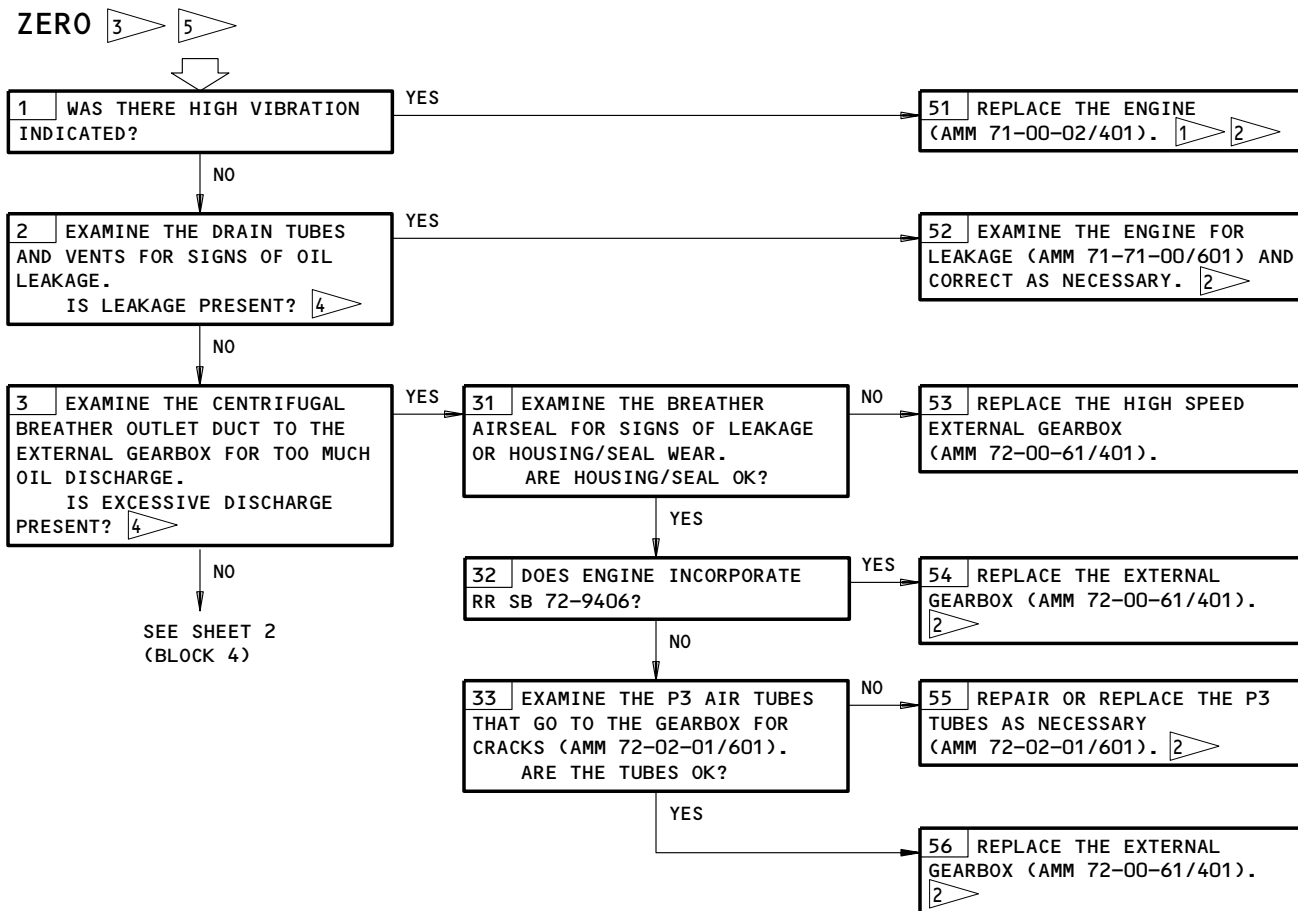 ZERO 3 5
1 WAS THERE HIGH VIBRATION
INDICATED?
YES
51 REPLACE THE ENGINE
(AMM 71-00-02/401). 1 2
NO
2 EXAMINE THE DRAIN TUBES
AND VENTS FOR SIGNS OF OIL
LEAKAGE.
IS LEAKAGE PRESENT? 4
YES
52 EXAMINE THE ENGINE FOR
LEAKAGE (AMM 71-71-00/601) AND
CORRECT AS NECESSARY. 2
NO
3 EXAMINE THE CENTRIFUGAL
BREATHER OUTLET DUCT TO THE
EXTERNAL GEARBOX FOR TOO MUCH
OIL DISCHARGE.
IS EXCESSIVE DISCHARGE
PRESENT? 4
YES
31 EXAMINE THE BREATHER
AIRSEAL FOR SIGNS OF LEAKAGE
OR HOUSING/SEAL WEAR.
ARE HOUSING/SEAL OK?
NO
53 REPLACE THE HIGH SPEED
EXTERNAL GEARBOX
(AMM 72-00-61/401).
YES
NO
SEE SHEET 2
(BLOCK 4)
32 DOES ENGINE INCORPORATE
RR SB 72-9406?
YES
54 REPLACE THE EXTERNAL
GEARBOX (AMM 72-00-61/401).
2
NO
33 EXAMINE THE P3 AIR TUBES
THAT GO TO THE GEARBOX FOR
CRACKS (AMM 72-02-01/601).
ARE THE TUBES OK?
NO
55 REPAIR OR REPLACE THE P3
TUBES AS NECESSARY
(AMM 72-02-01/601). 2
YES
56 REPLACE THE EXTERNAL
GEARBOX (AMM 72-00-61/401).
2